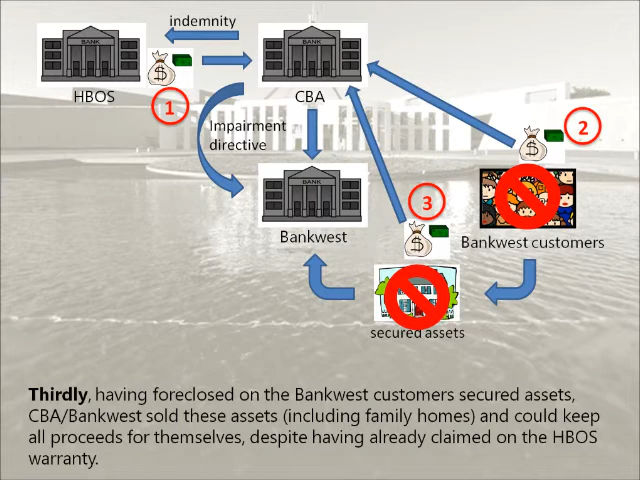 indemnity
BANK
BANK
$
HBOS
CBA
1
2
$
Impairment
directive
BANK
Bankwest
3
$
Bankwest customers
secured assets
Thirdly, having foreclosed on the Bankwest customers secured assets,
CBA/Bankwest sold these assets (including family homes) and could keep
all proceeds for themselves, despite having already claimed on the HBOS
warranty.